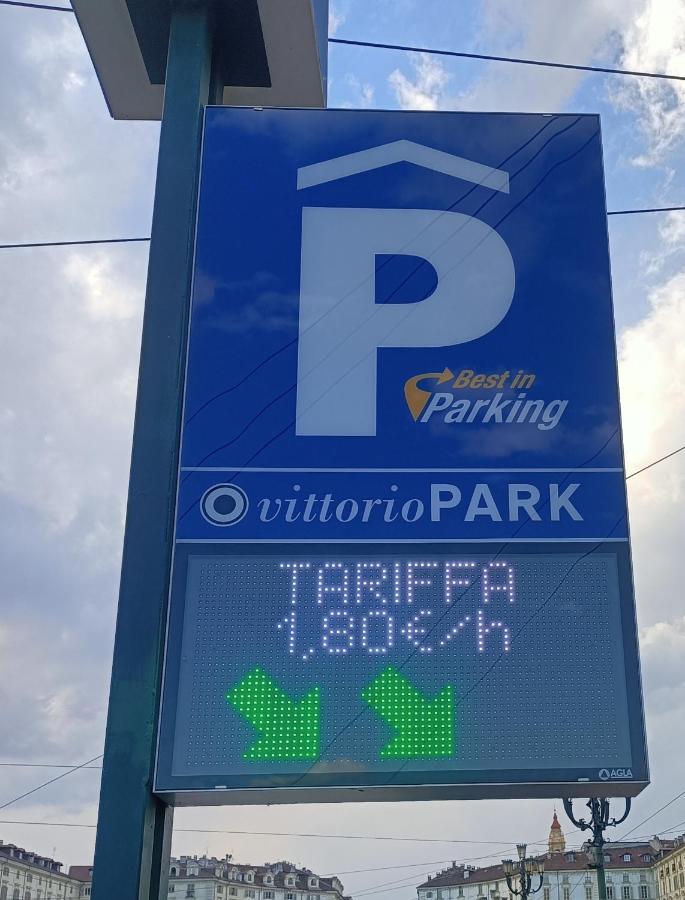 P
Best in
Parking
vittorioPARK
TARIFFA
1,80€/h
AGLA